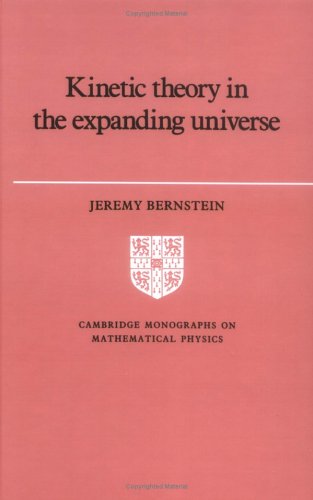 Kinetic theory in
the expanding universe
JEREMY BERNSTEIN
CAMBRIDGE MONOGRAPHS ON
MATHEMATICAL PHYSICS